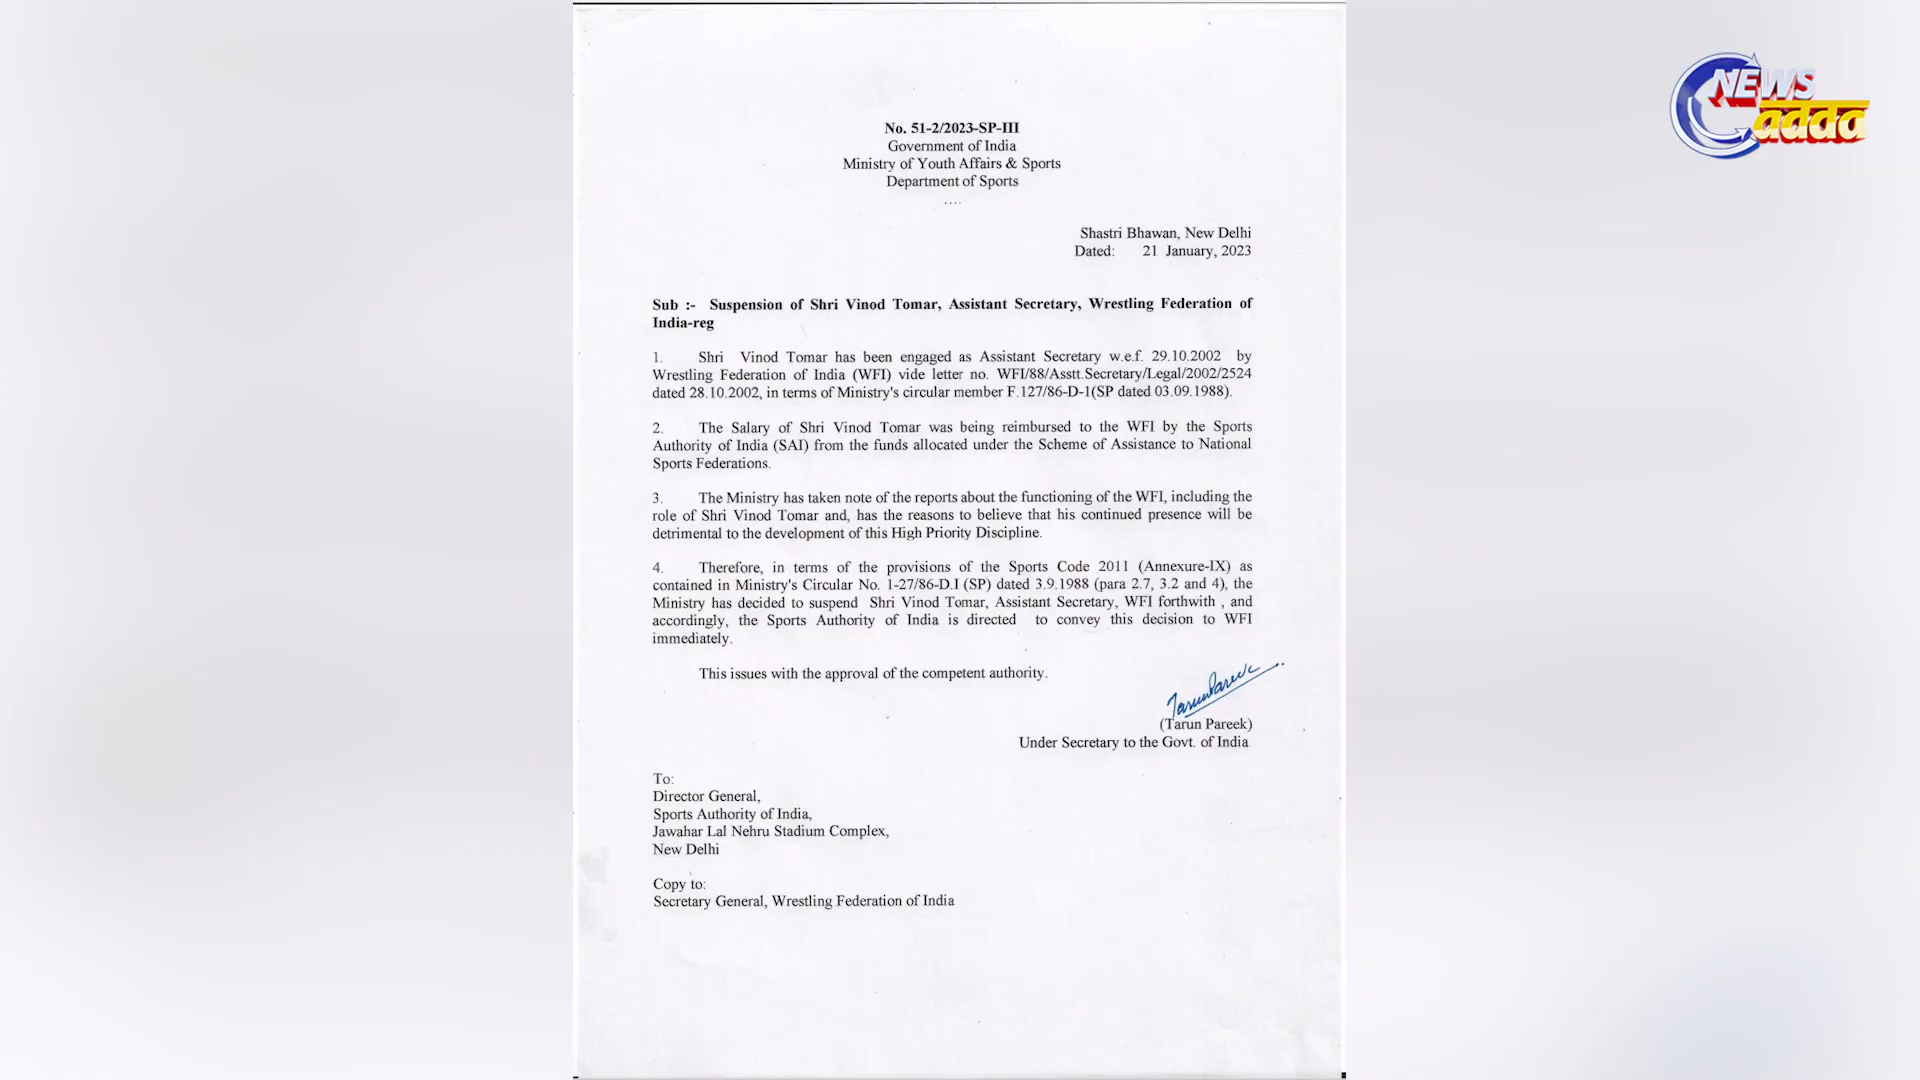 NEWS
अड्डा
No. 51-2/2023-SP-III
Government of India
Ministry of Youth Affairs & Sports
Department of Sports
....
Shastri Bhawan, New Delhi
Dated: 21 January, 2023
Sub :- Suspension of Shri Vinod Tomar, Assistant Secretary, Wrestling Federation of
India-reg
1. Shri Vinod Tomar has been engaged as Assistant Secretary w.e.f. 29.10.2002 by
Wrestling Federation of India (WFI) vide letter no. WFI/88/Asstt.Secretary/Legal/2002/2524
dated 28.10.2002, in terms of Ministry's circular member F.127/86-D-1(SP dated 03.09.1988).
2. The Salary of Shri Vinod Tomar was being reimbursed to the WFI by the Sports
Authority of India (SAI) from the funds allocated under the Scheme of Assistance to National
Sports Federations.
3. The Ministry has taken note of the reports about the functioning of the WFI, including the
role of Shri Vinod Tomar and, has the reasons to believe that his continued presence will be
detrimental to the development of this High Priority Discipline.
4. Therefore, in terms of the provisions of the Sports Code 2011 (Annexure-IX) as
contained in Ministry's Circular No. 1-27/86-D.I (SP) dated 3.9.1988 (para 2.7, 3.2 and 4), the
Ministry has decided to suspend Shri Vinod Tomar, Assistant Secretary, WFI forthwith , and
accordingly, the Sports Authority of India is directed to convey this decision to WFI
immediately.
This issues with the approval of the competent authority.
Tarun Pareek
(Tarun Pareek)
Under Secretary to the Govt. of India
To:
Director General,
Sports Authority of India,
Jawahar Lal Nehru Stadium Complex,
New Delhi
Copy to:
Secretary General, Wrestling Federation of India